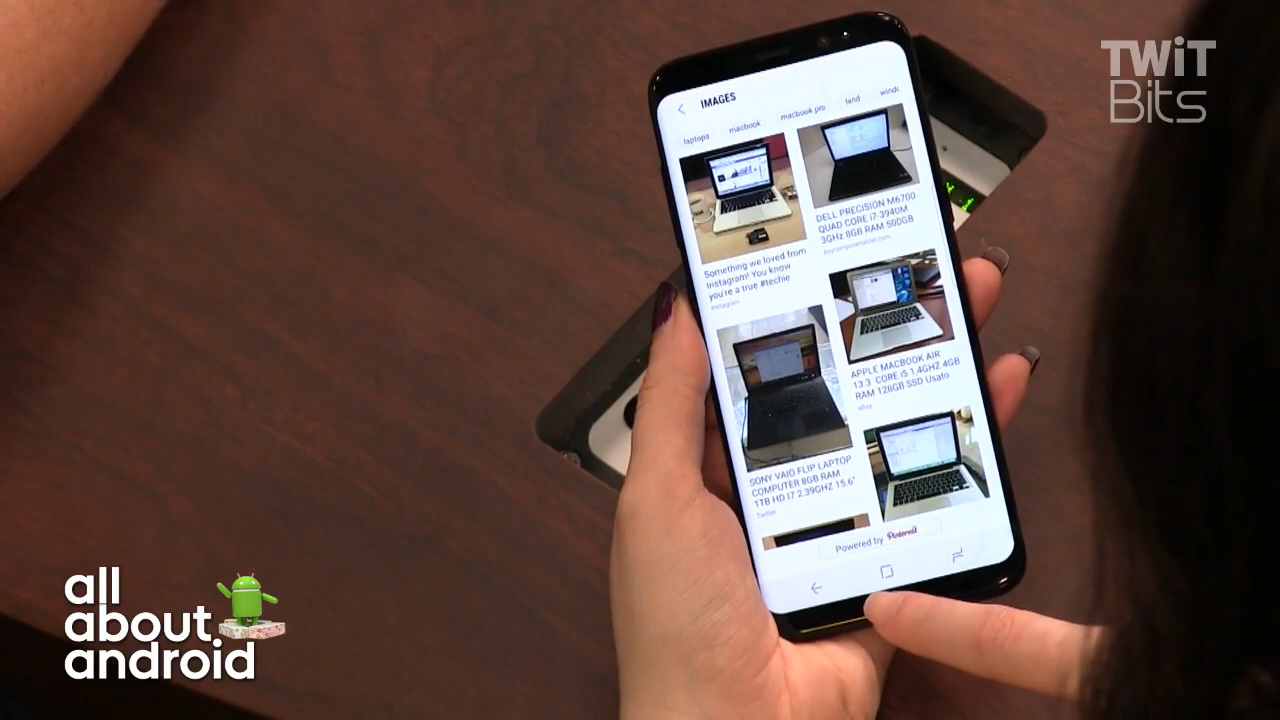 TWiT
Bits
IMAGES
laptops macbook macbook pro land
Something we loved from
Instagram! You know
you're a true #techie
Instagram
DELL PRECISION M6700
QUAD CORE i7-3940M
3GHz 8GB RAM 500GB
buycomputertablet.com
APPLE MACBOOK AIR
13.3 CORE i5 1,4GHZ 4GB
RAM 128GB SSD Usato
eBay
SONY VAIO FLIP LAPTOP
COMPUTER 8GB RAM
1TB HD I7 2.39GHZ 15.6"
Twitter
Powered by Pinterest
all
about
android